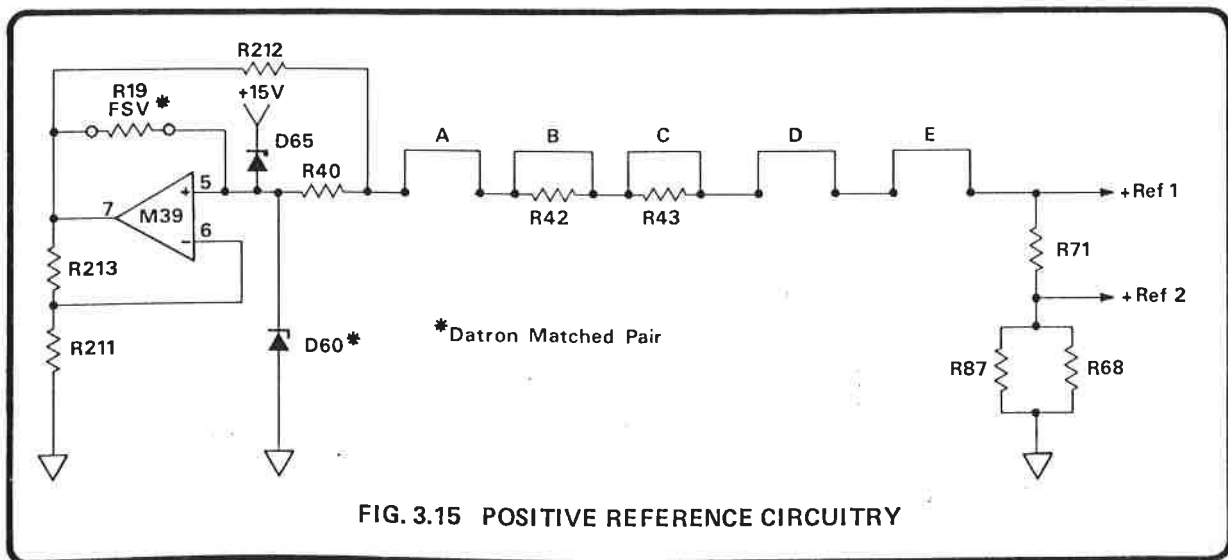 R212
R19
FSV *
+15V
D65
A
B
C
D
E
R40
5
+
7
M39
6
−
R42
R43
+Ref 1
R71
+Ref 2
R213
R211
D60*
*Datron Matched Pair
R87
R68
FIG. 3.15 POSITIVE REFERENCE CIRCUITRY